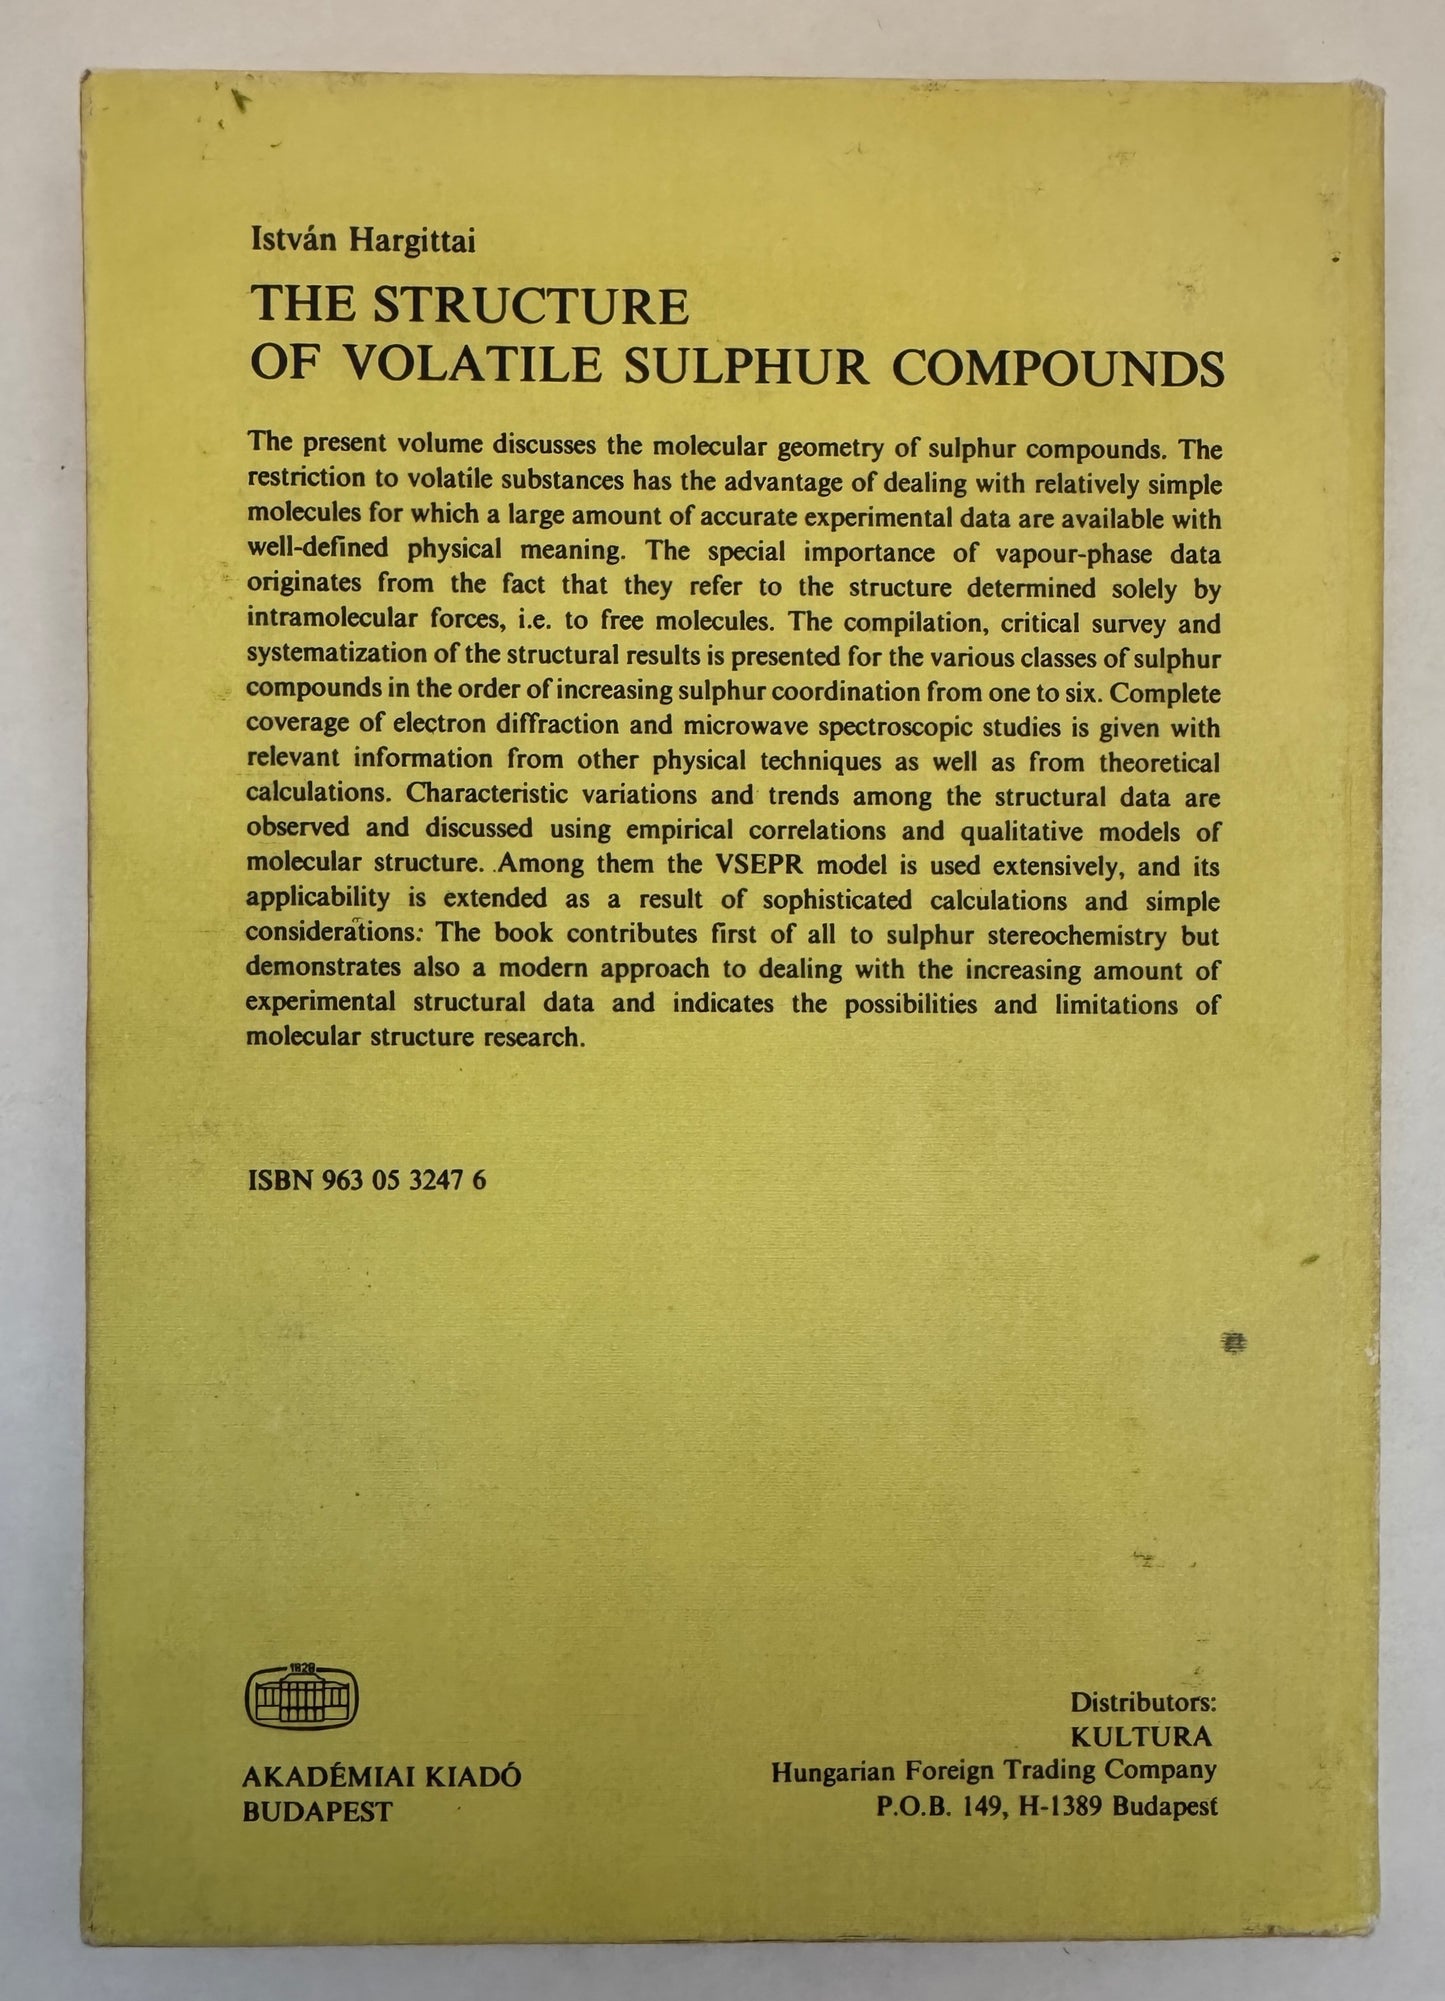 István Hargittai
THE STRUCTURE
OF VOLATILE SULPHUR COMPOUNDS
The present volume discusses the molecular geometry of sulphur compounds. The
restriction to volatile substances has the advantage of dealing with relatively simple
molecules for which a large amount of accurate experimental data are available with
well-defined physical meaning. The special importance of vapour-phase data
originates from the fact that they refer to the structure determined solely by
intramolecular forces, i.e. to free molecules. The compilation, critical survey and
systematization of the structural results is presented for the various classes of sulphur
compounds in the order of increasing sulphur coordination from one to six. Complete
coverage of electron diffraction and microwave spectroscopic studies is given with
relevant information from other physical techniques as well as from theoretical
calculations. Characteristic variations and trends among the structural data are
observed and discussed using empirical correlations and qualitative models of
molecular structure. Among them the VSEPR model is used extensively, and its
applicability is extended as a result of sophisticated calculations and simple
considerations. The book contributes first of all to sulphur stereochemistry but
demonstrates also a modern approach to dealing with the increasing amount of
experimental structural data and indicates the possibilities and limitations of
molecular structure research.
ISBN 963 05 3247 6
1828
AKADÉMIAI KIADÓ
BUDAPEST
Distributors:
KULTURA
Hungarian Foreign Trading Company
P.O.B. 149, H-1389 Budapest